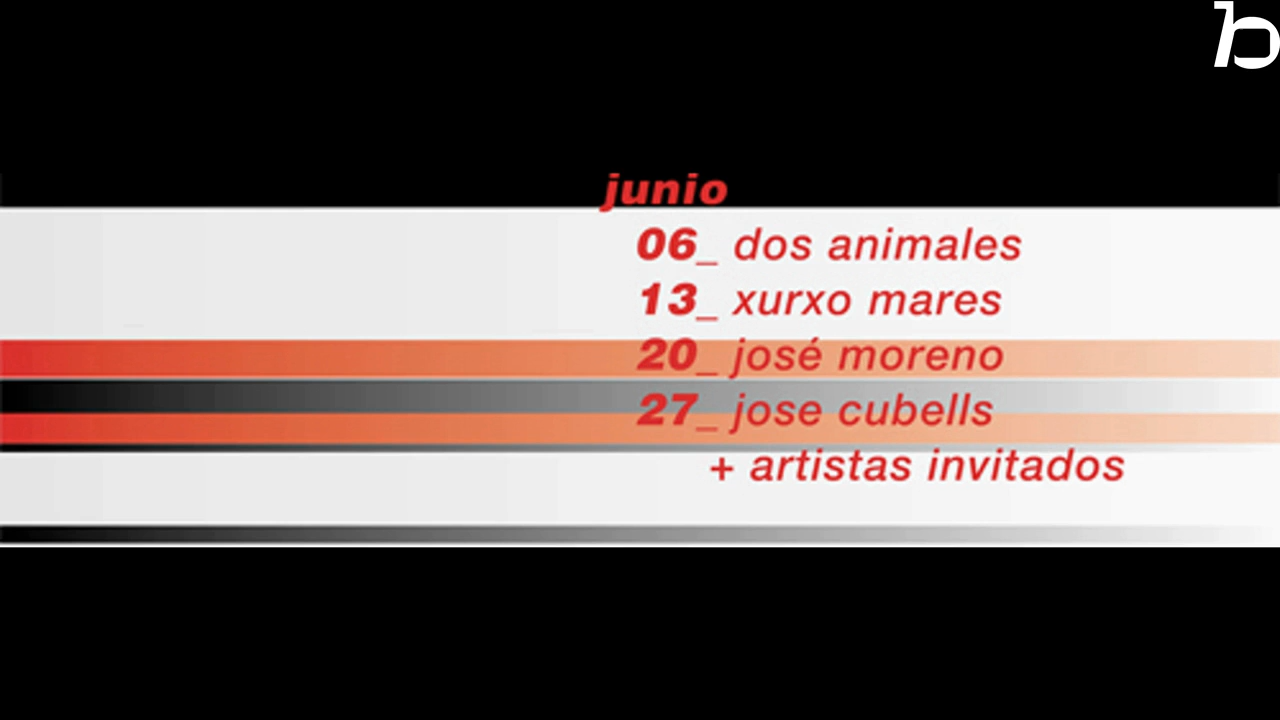 b
junio
06_ dos animales
13_ xurxo mares
20_ josé moreno
27_ jose cubells
+ artistas invitados